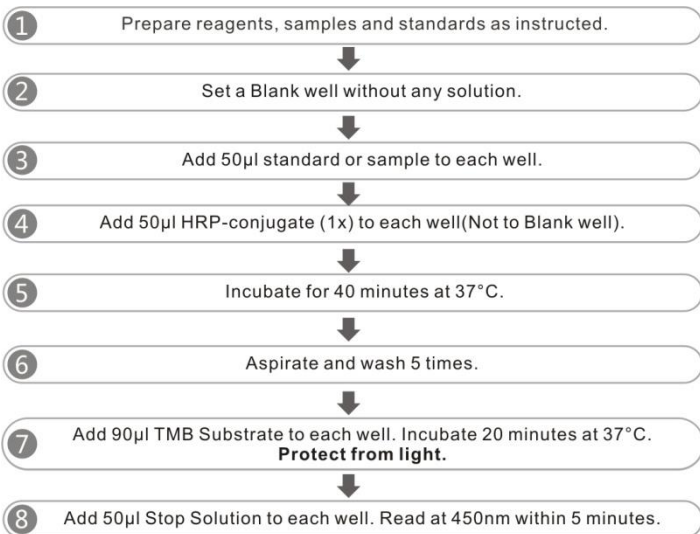 1 Prepare reagents, samples and standards as instructed.
2 Set a Blank well without any solution.
3 Add 50µl standard or sample to each well.
4 Add 50µl HRP-conjugate (1x) to each well(Not to Blank well).
5 Incubate for 40 minutes at 37°C.
6 Aspirate and wash 5 times.
7 Add 90µl TMB Substrate to each well. Incubate 20 minutes at 37°C.
Protect from light.
8 Add 50µl Stop Solution to each well. Read at 450nm within 5 minutes.